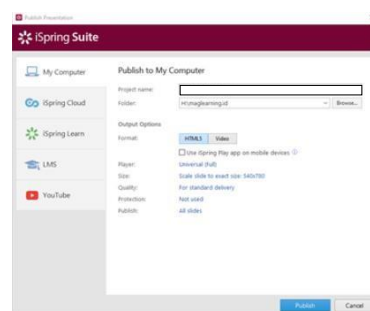 Publish Presentation
iSpring Suite
My Computer
iSpring Cloud
iSpring Learn
LMS
YouTube
Publish to My Computer
Project name:
Folder: H:\maglearning.id Browse...
Output Options
Format: HTML5 Video
Use iSpring Play app on mobile devices
Player: Universal (full)
Size: Scale slide to exact size: 540x780
Quality: For standard delivery
Protection: Not used
Publish: All slides
Publish Cancel